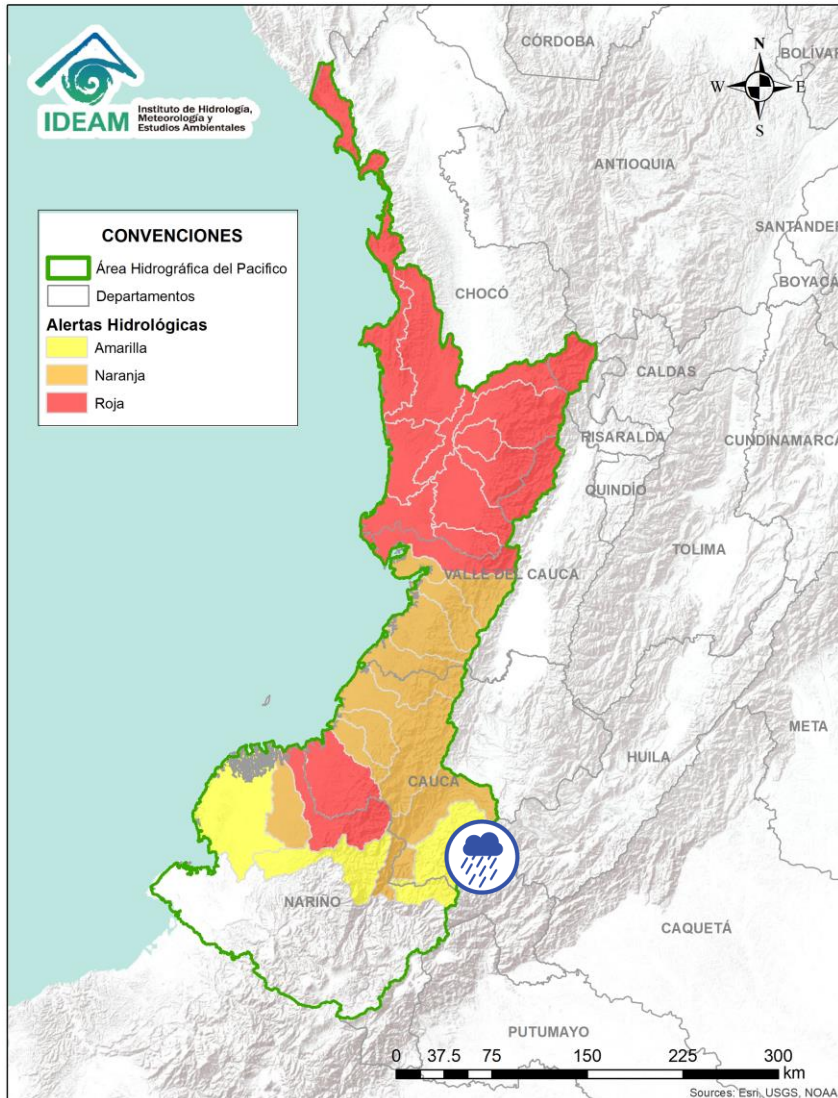 CÓRDOBA
BOLÍVAR
N
W E
S
IDEAM
Instituto de Hidrología,
Meteorología y
Estudios Ambientales
ANTIOQUIA
SANTANDER
BOYACÁ
CONVENCIONES
Área Hidrográfica del Pacifico
Departamentos
Alertas Hidrológicas
Amarilla
Naranja
Roja
CHOCÓ
CALDAS
RISARALDA
CUNDINAMARCA
QUINDÍO
TOLIMA
VALLE DEL CAUCA
META
HUILA
CAUCA
NARIÑO
CAQUETÁ
PUTUMAYO
0 37.5 75 150 225 300
km
Sources: Esri, USGS, NOAA